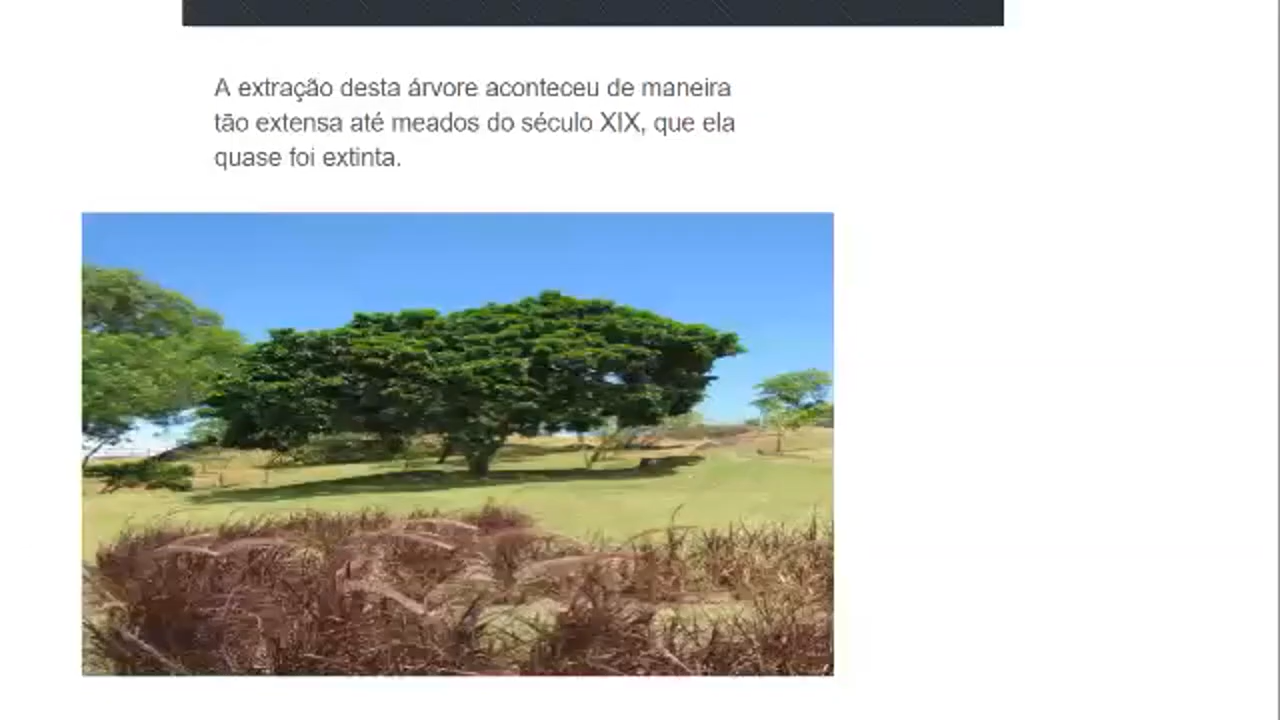 A extração desta árvore aconteceu de maneira
tão extensa até meados do século XIX, que ela
quase foi extinta.